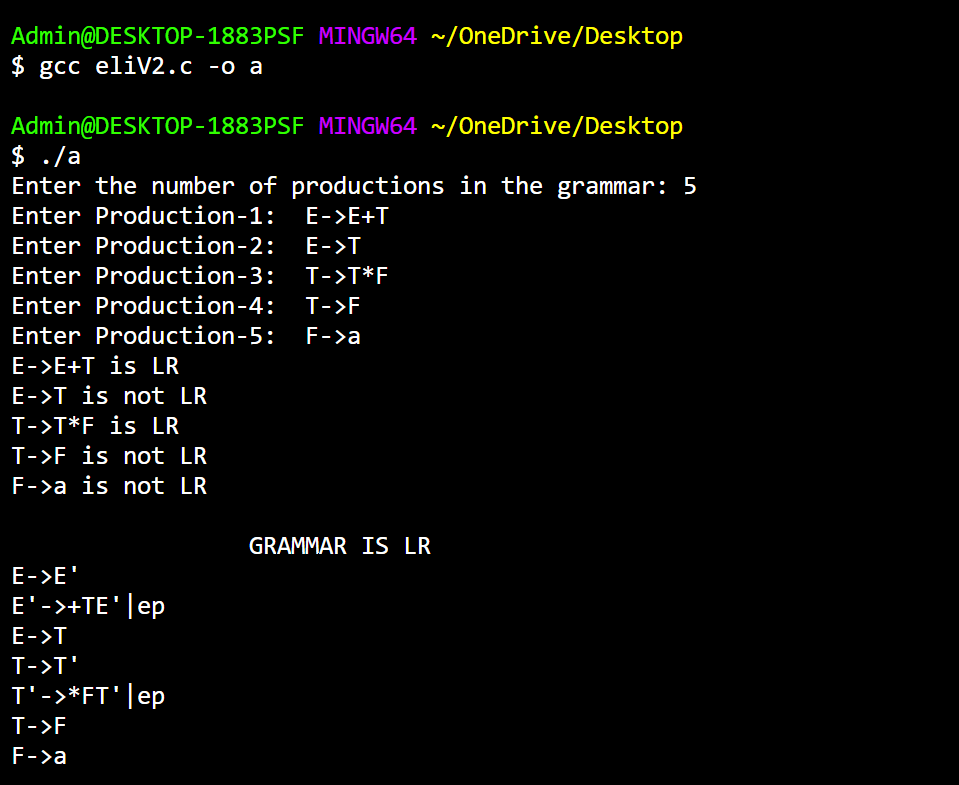 Admin@DESKTOP-1883PSF MINGW64 ~/OneDrive/Desktop
$ gcc eliV2.c -o a
Admin@DESKTOP-1883PSF MINGW64 ~/OneDrive/Desktop
$ ./a
Enter the number of productions in the grammar: 5
Enter Production-1:  E->E+T
Enter Production-2:  E->T
Enter Production-3:  T->T*F
Enter Production-4:  T->F
Enter Production-5:  F->a
E->E+T is LR
E->T is not LR
T->T*F is LR
T->F is not LR
F->a is not LR
GRAMMAR IS LR
E->E'
E'->+TE'|ep
E->T
T->T'
T'->*FT'|ep
T->F
F->a